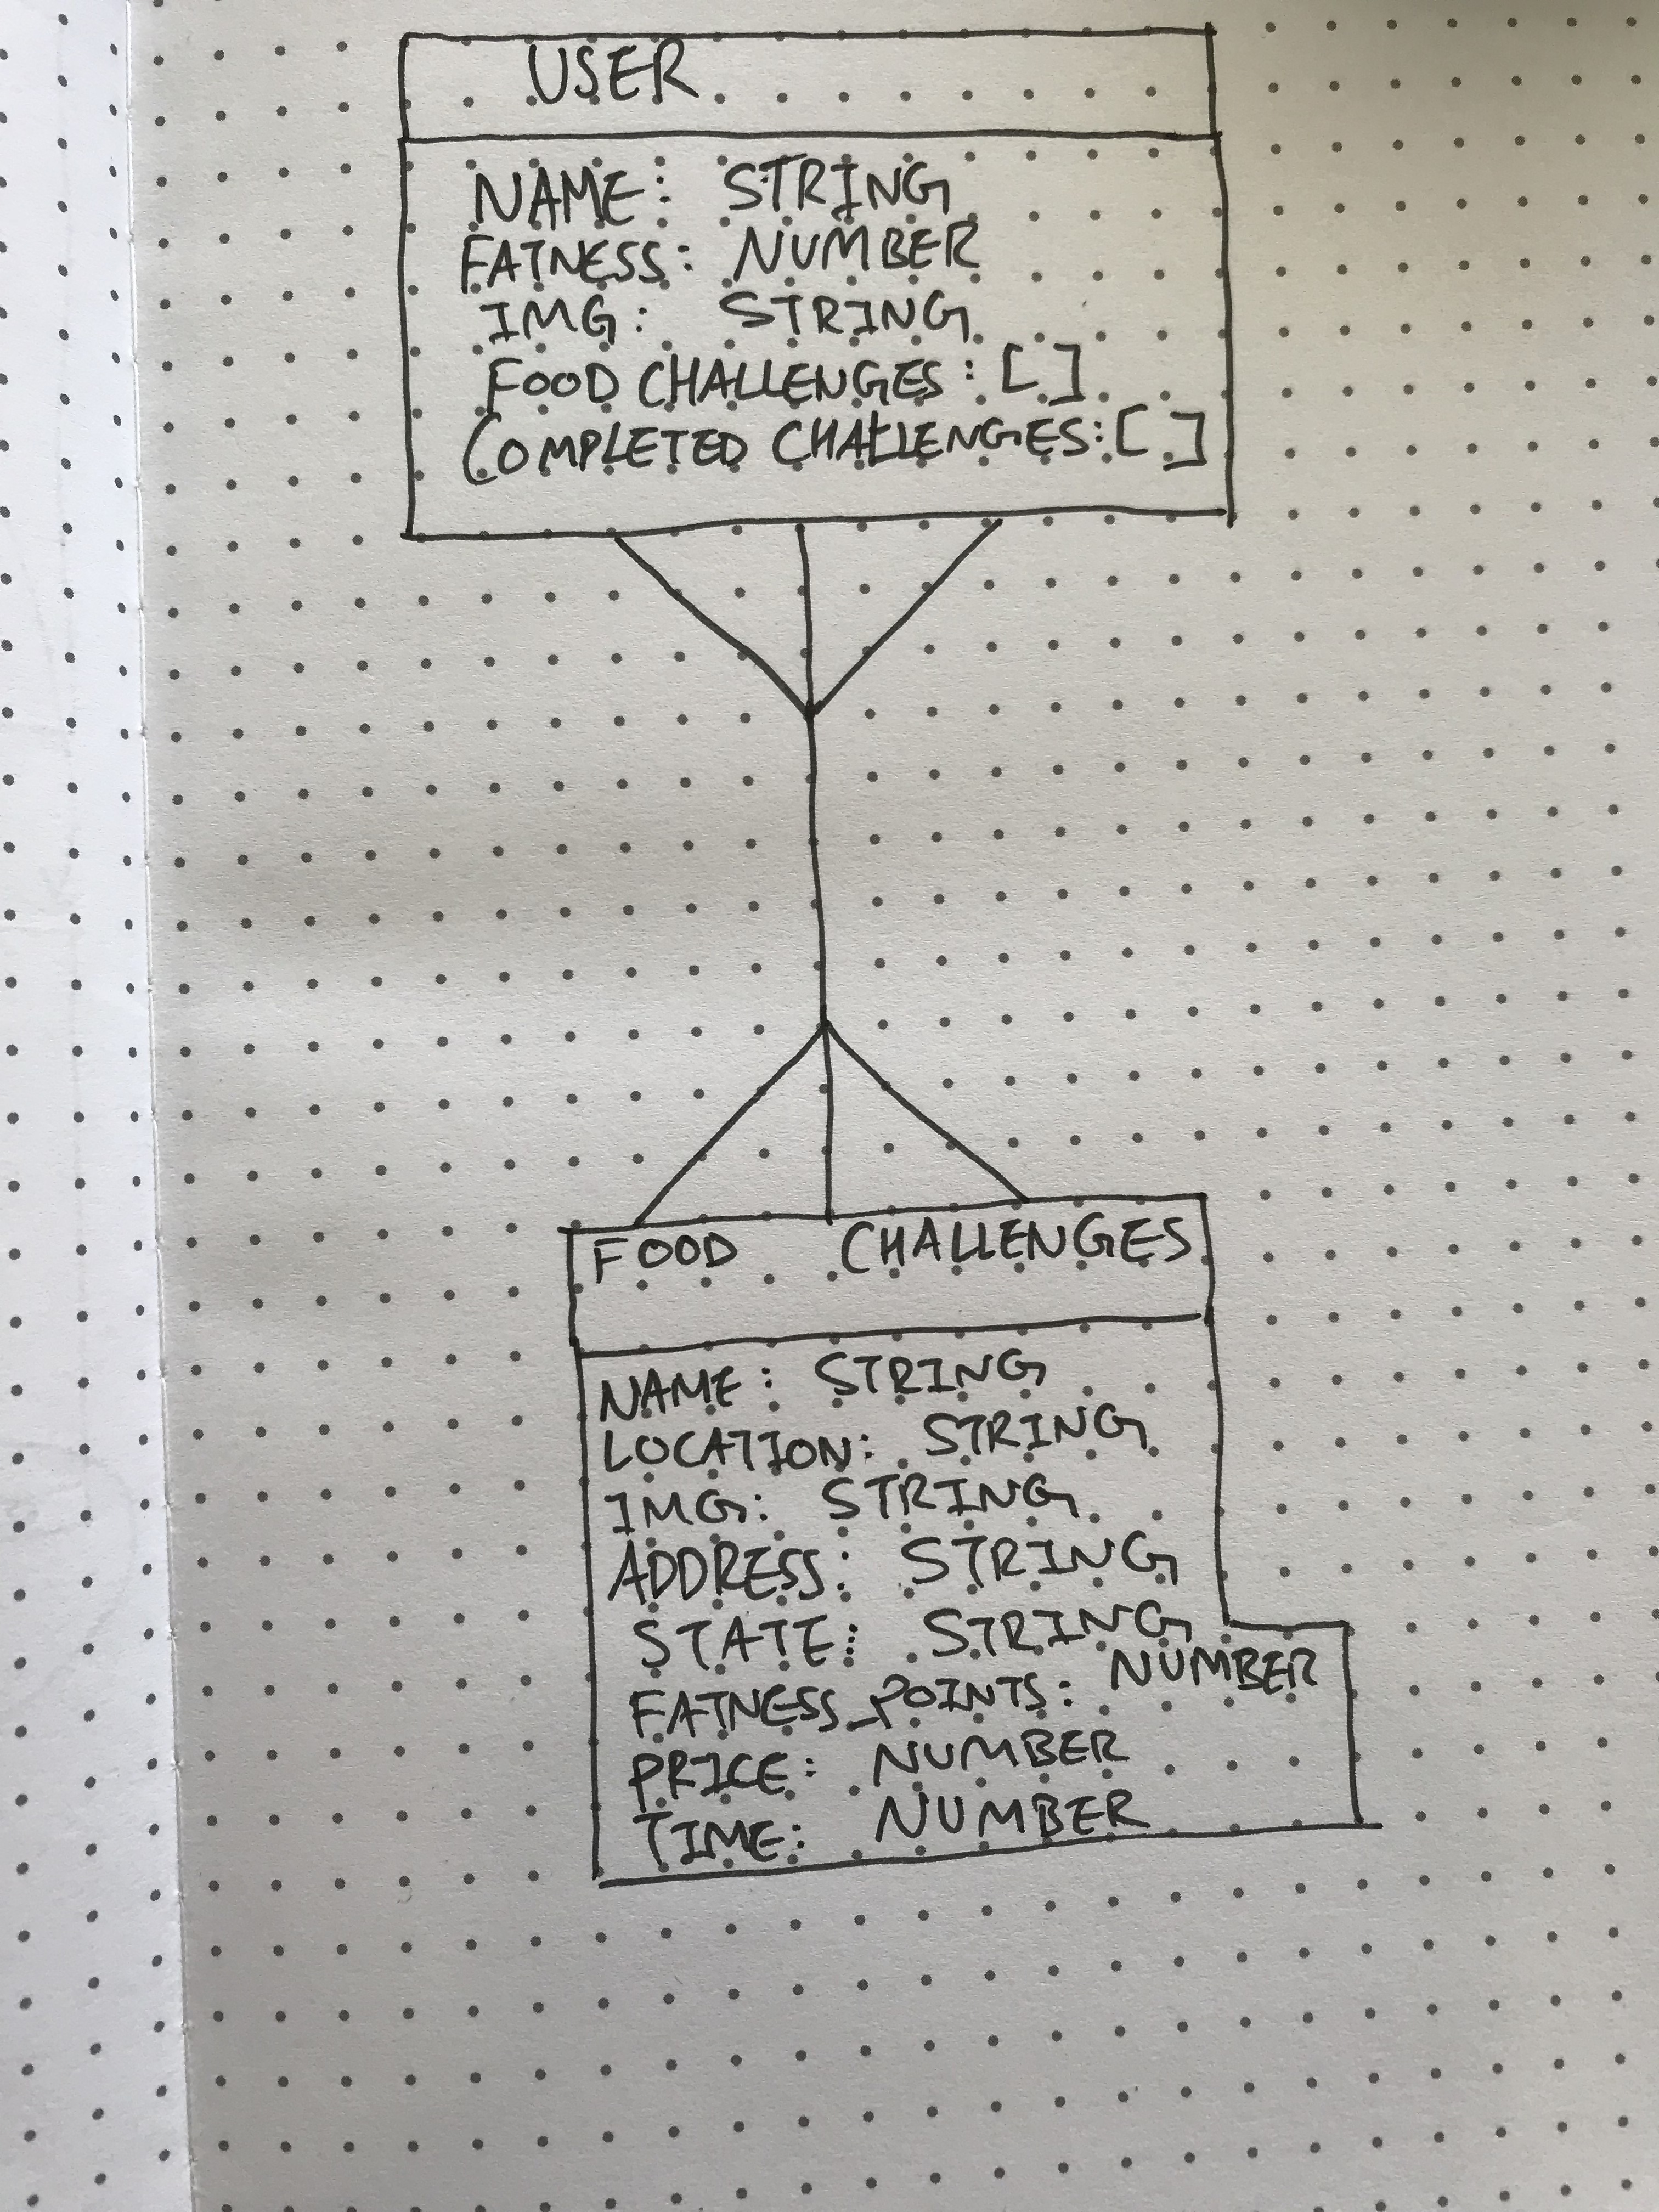 USER
NAME: STRING
FATNESS: NUMBER
IMG: STRING
FOOD CHALLENGES: [ ]
COMPLETED CHALLENGES: [ ]
FOOD CHALLENGES
NAME: STRING
LOCATION: STRING
IMG: STRING
ADDRESS: STRING
STATE: STRING
FATNESS_POINTS: NUMBER
PRICE: NUMBER
TIME: NUMBER